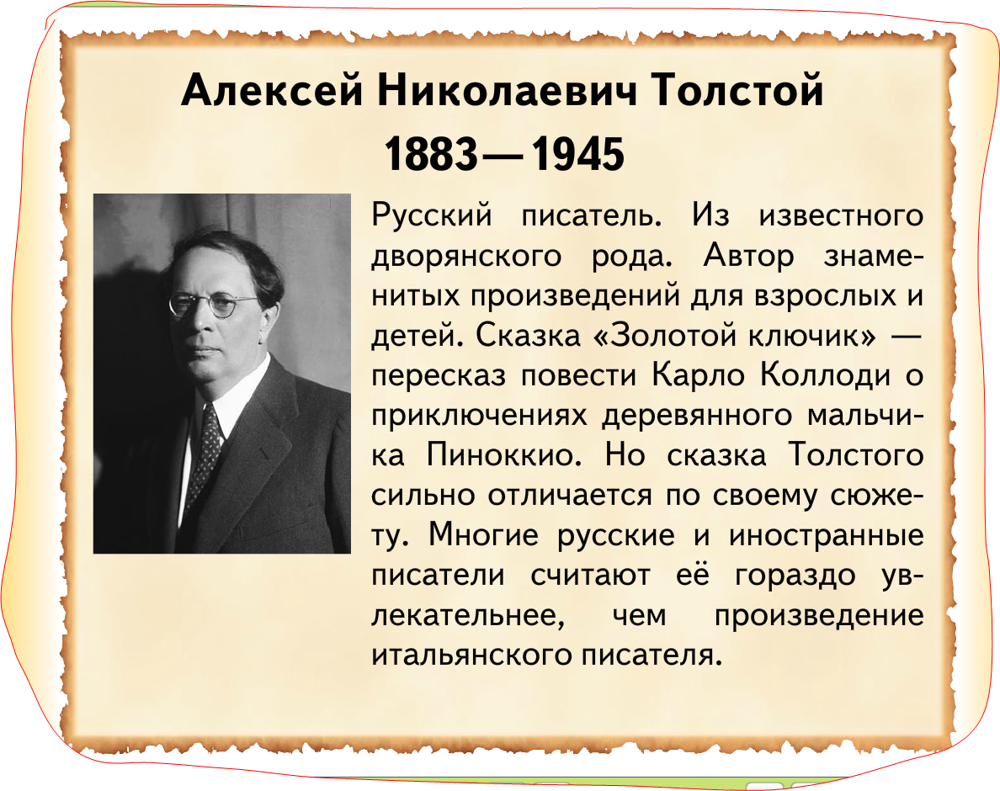 Алексей Николаевич Толстой
1883—1945
Русский писатель. Из известного
дворянского рода. Автор знаме-
нитых произведений для взрослых и
детей. Сказка «Золотой ключик» —
пересказ повести Карло Коллоди о
приключениях деревянного мальчи-
ка Пиноккио. Но сказка Толстого
сильно отличается по своему сюже-
ту. Многие русские и иностранные
писатели считают её гораздо ув-
лекательнее, чем произведение
итальянского писателя.